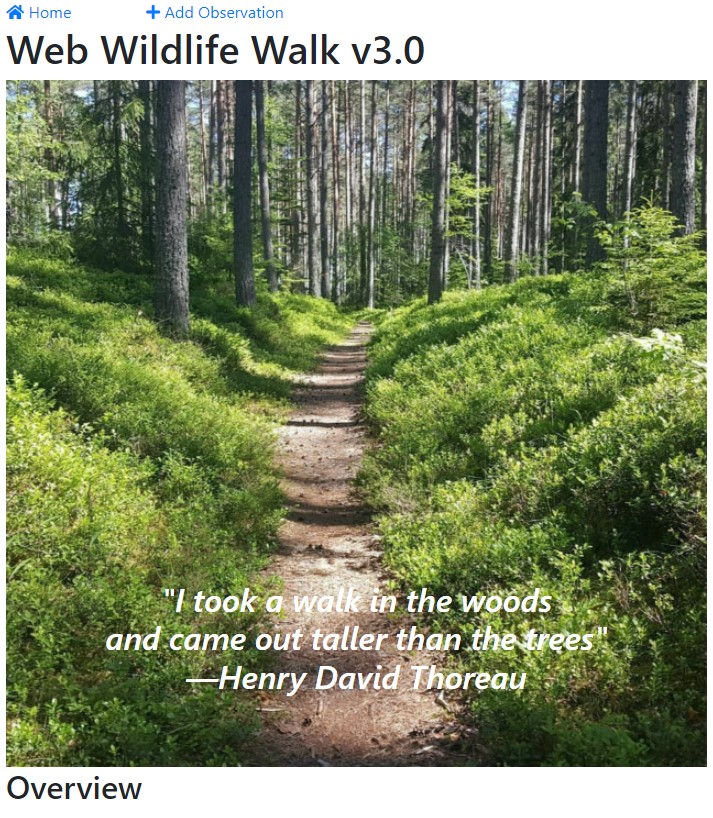 Home Add Observation
Web Wildlife Walk v3.0
"I took a walk in the woods
and came out taller than the trees"
—Henry David Thoreau
Overview